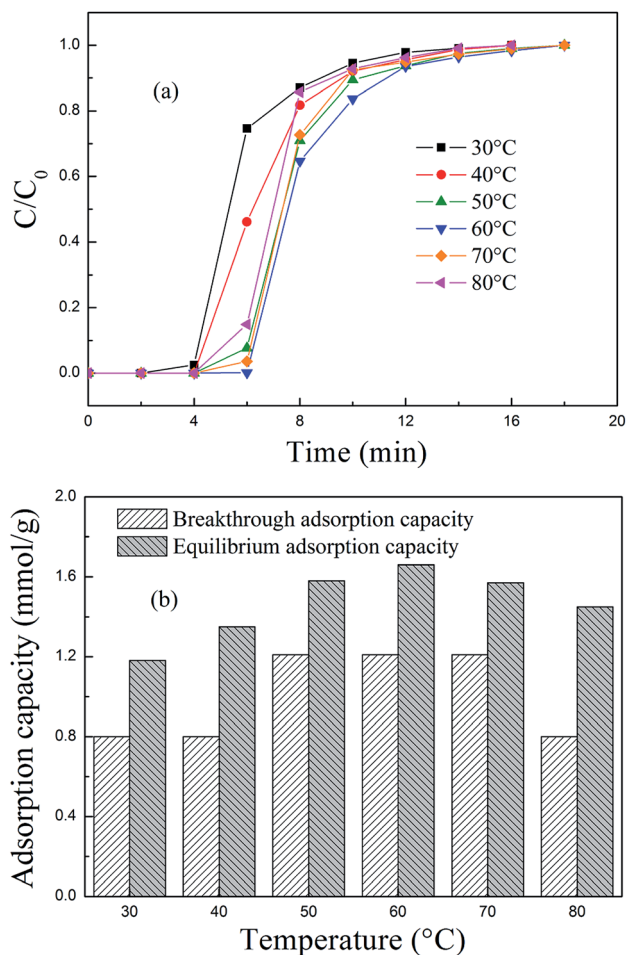 1.0
(a)
0.8
30°C
0.6
40°C
50°C
C/C0
0.4
60°C
70°C
0.2
80°C
0.0
0 4 8 12 16 20
Time (min)
2.0
Breakthrough adsorption capacity
Equilibrium adsorption capacity
1.6
(b)
1.2
0.8
0.4
0.0
Adsorption capacity (mmol/g)
30 40 50 60 70 80
Temperature (°C)